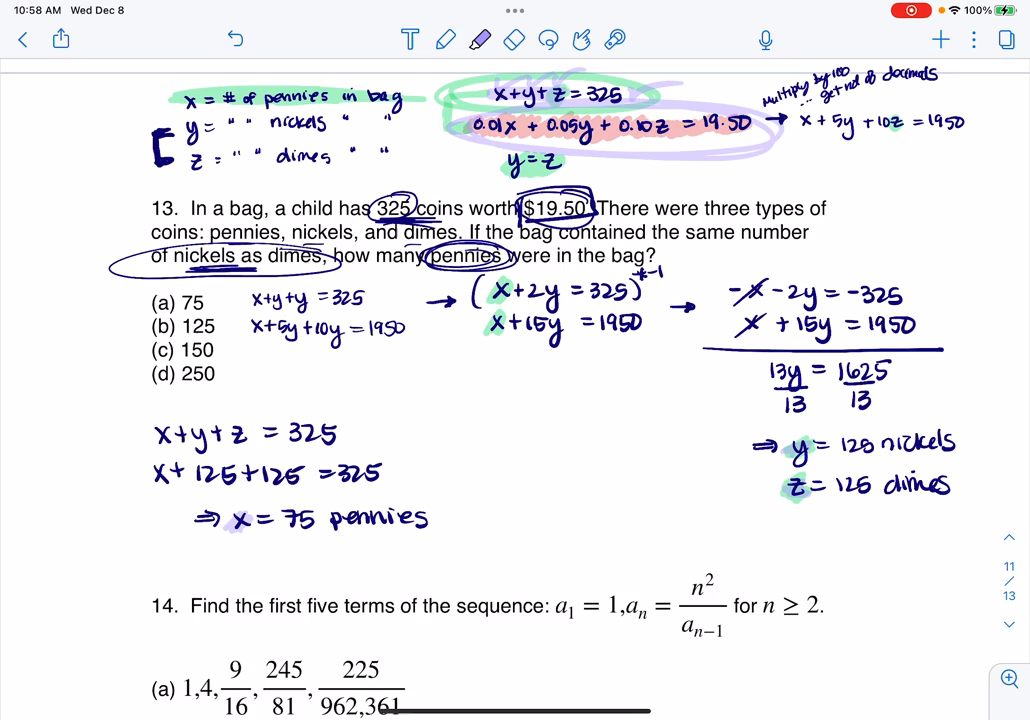 10:58 AM Wed Dec 8
100%
x = # of pennies in bag
y = " " nickels " "
z = " " dimes " "
x+y+z = 325
0.01x + 0.05y + 0.10z = 19.50
y = z
Multiply by 100
get rid of decimals
x + 5y + 10z = 1950
13. In a bag, a child has 325 coins worth $19.50. There were three types of
coins: pennies, nickels, and dimes. If the bag contained the same number
of nickels as dimes, how many pennies were in the bag?
(a) 75
(b) 125
(c) 150
(d) 250
x+y+y = 325
x+5y+10y = 1950
→ (x+2y = 325)*-1
x+15y = 1950
→ -x - 2y = -325
x + 15y = 1950
13y = 1625
13 13
⇒ y = 125 nickels
z = 125 dimes
x+y+z = 325
x+ 125+125 = 325
⇒ x = 75 pennies
14. Find the first five terms of the sequence: a₁ = 1, aₙ = n²/aₙ₋₁ for n ≥ 2.
(a) 1,4, 9/16, 245/81, 225/962,361
11
/
13